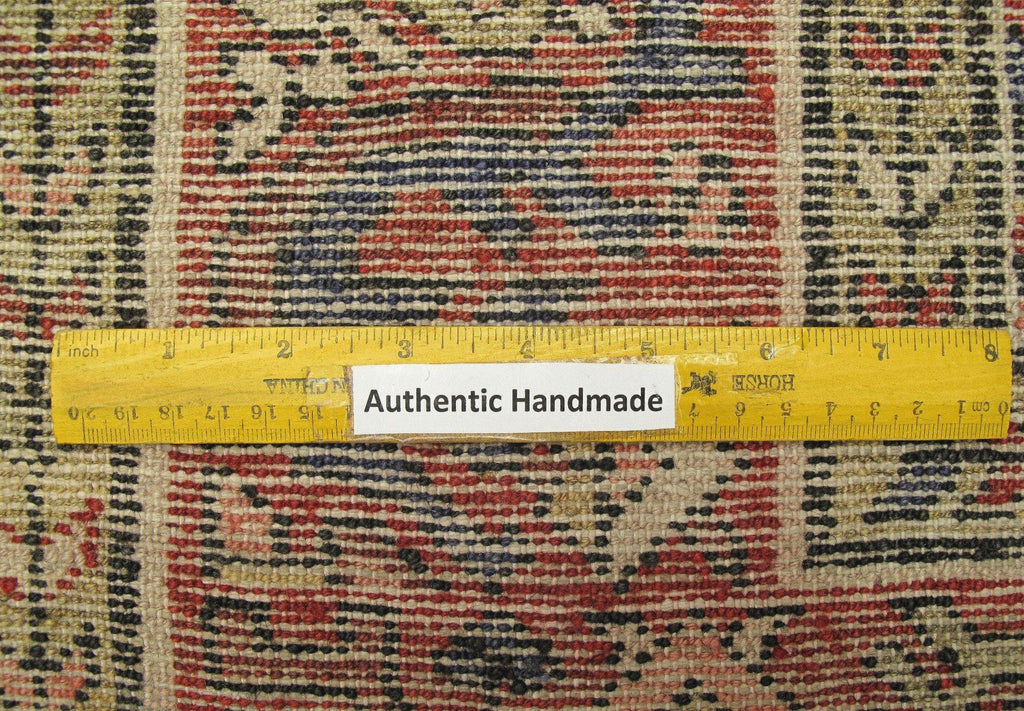 inch 1 2 3 4 5 6 7 8
N CHINA HORSE
Authentic Handmade
20 19 18 17 16 15 7 6 5 4 3 2 1 cm 0